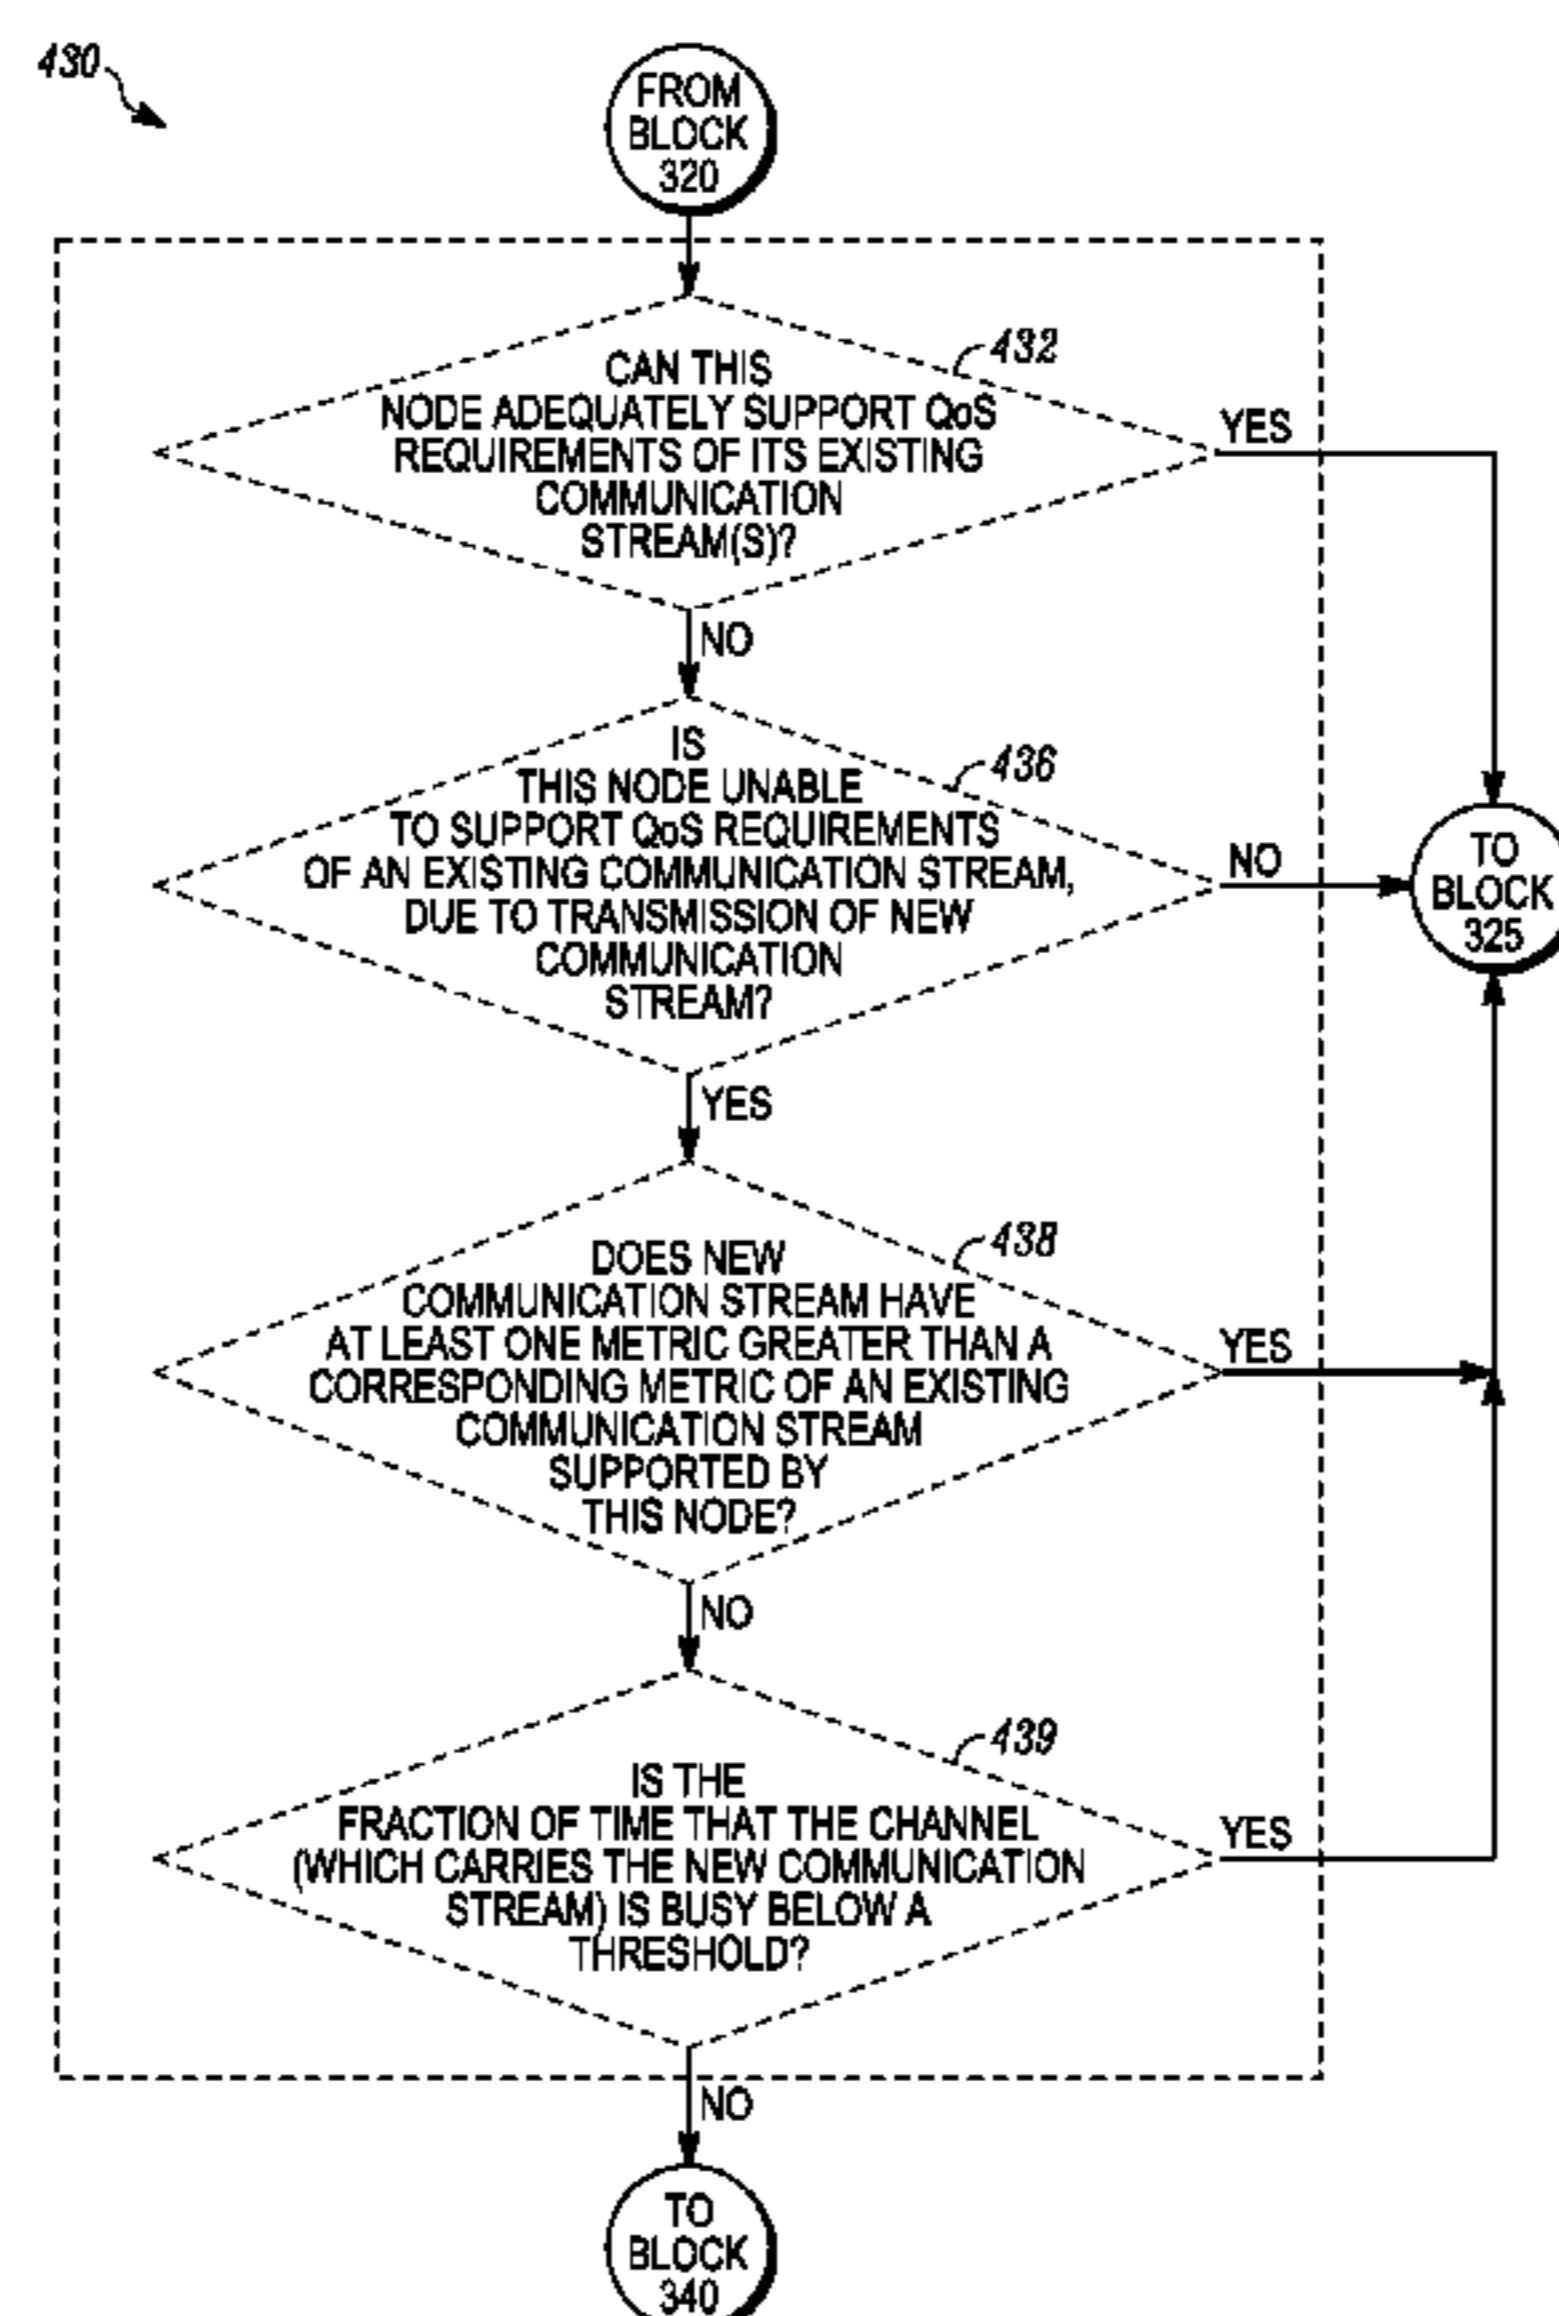 430
FROM
BLOCK
320
CAN THIS
NODE ADEQUATELY SUPPORT QoS
REQUIREMENTS OF ITS EXISTING
COMMUNICATION
STREAM(S)?
432
YES
NO
IS
THIS NODE UNABLE
TO SUPPORT QoS REQUIREMENTS
OF AN EXISTING COMMUNICATION STREAM,
DUE TO TRANSMISSION OF NEW
COMMUNICATION
STREAM?
436
NO
TO
BLOCK
325
YES
DOES NEW
COMMUNICATION STREAM HAVE
AT LEAST ONE METRIC GREATER THAN A
CORRESPONDING METRIC OF AN EXISTING
COMMUNICATION STREAM
SUPPORTED BY
THIS NODE?
438
YES
NO
IS THE
FRACTION OF TIME THAT THE CHANNEL
(WHICH CARRIES THE NEW COMMUNICATION
STREAM) IS BUSY BELOW A
THRESHOLD?
439
YES
NO
TO
BLOCK
340